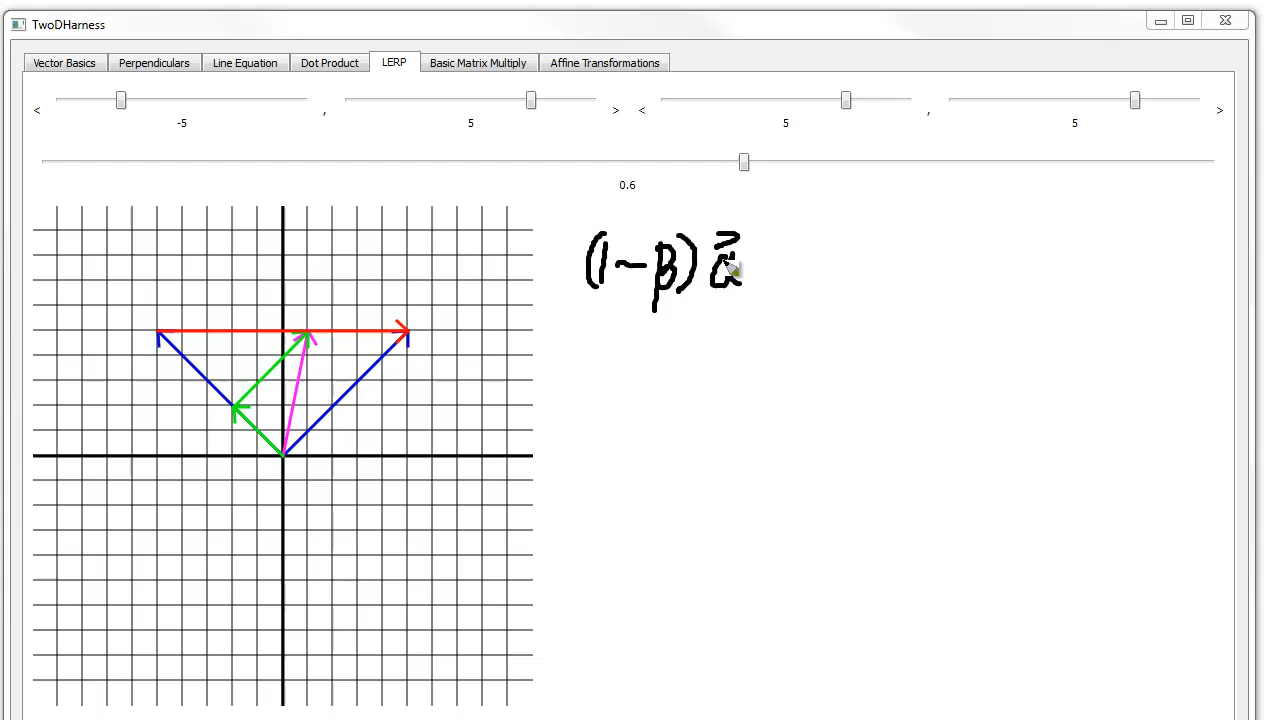 TwoDHarness
Vector Basics Perpendiculars Line Equation Dot Product LERP Basic Matrix Multiply Affine Transformations
< , > < , >
-5 5 5 5
0.6
(1-β) a⃗